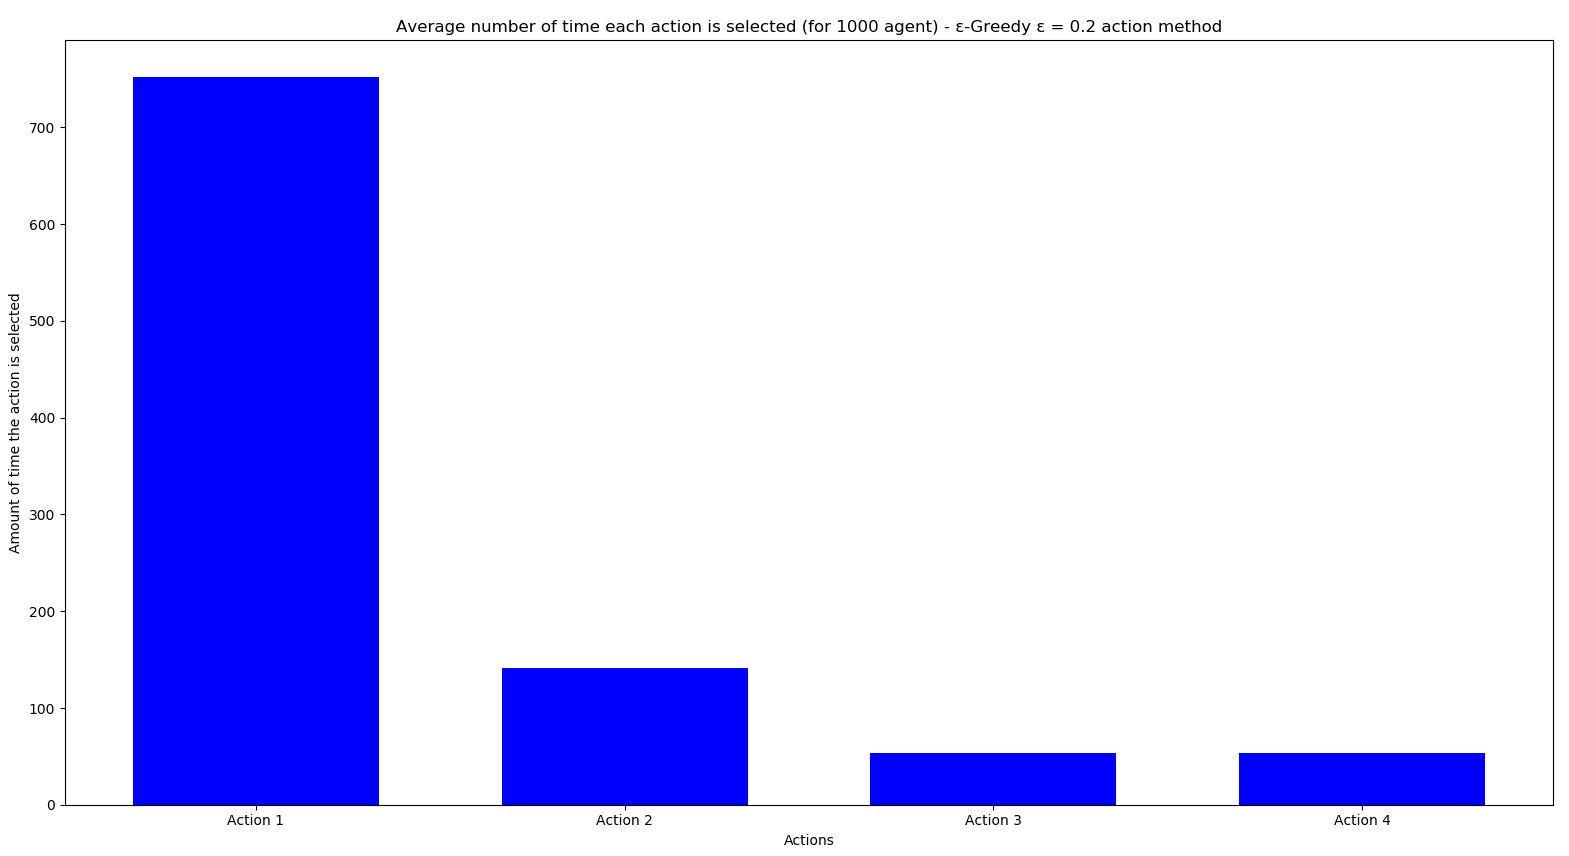 Average number of time each action is selected (for 1000 agent) - ε-Greedy ε = 0.2 action method
Amount of time the action is selected
700
600
500
400
300
200
100
0
Action 1
Action 2
Action 3
Action 4
Actions